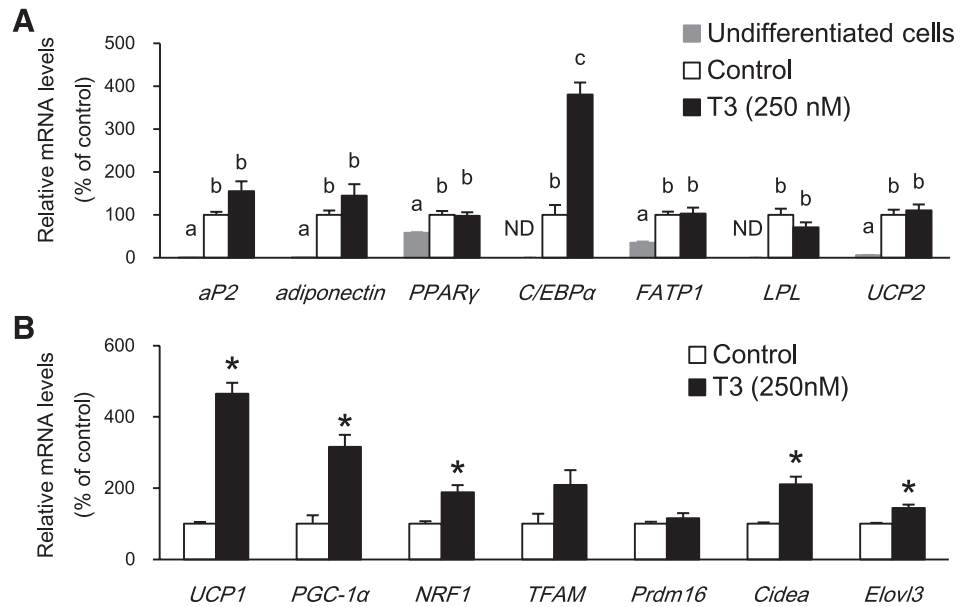 A
Relative mRNA levels
(% of control)
500
400
300
200
100
0
Undifferentiated cells
Control
T3 (250 nM)
a b b
a b b
a b b
ND b c
a b b
ND b b
a b b
aP2 adiponectin PPARγ C/EBPα FATP1 LPL UCP2
B
Relative mRNA levels
(% of control)
600
400
200
0
Control
T3 (250nM)
* * * * *
UCP1 PGC-1α NRF1 TFAM Prdm16 Cidea Elovl3